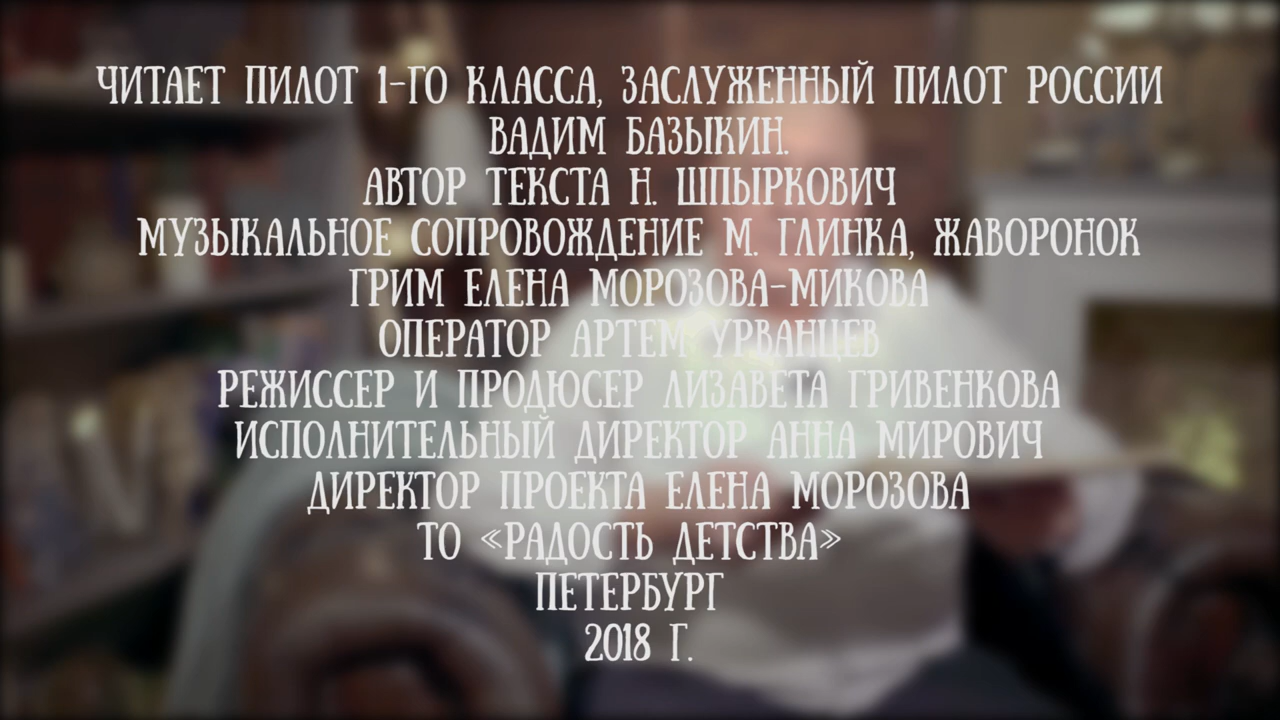 ЧИТАЕТ ПИЛОТ 1-ГО КЛАССА, ЗАСЛУЖЕННЫЙ ПИЛОТ РОССИИ
ВАДИМ БАЗЫКИН.
АВТОР ТЕКСТА Н. ШПЫРКОВИЧ
МУЗЫКАЛЬНОЕ СОПРОВОЖДЕНИЕ М. ГЛИНКА, ЖАВОРОНОК
ГРИМ ЕЛЕНА МОРОЗОВА-МИКОВА
ОПЕРАТОР АРТЕМ УРВАНЦЕВ
РЕЖИССЕР И ПРОДЮСЕР ЛИЗАВЕТА ГРИВЕНКОВА
ИСПОЛНИТЕЛЬНЫЙ ДИРЕКТОР АННА МИРОВИЧ
ДИРЕКТОР ПРОЕКТА ЕЛЕНА МОРОЗОВА
ТО «РАДОСТЬ ДЕТСТВА»
ПЕТЕРБУРГ
2018 Г.